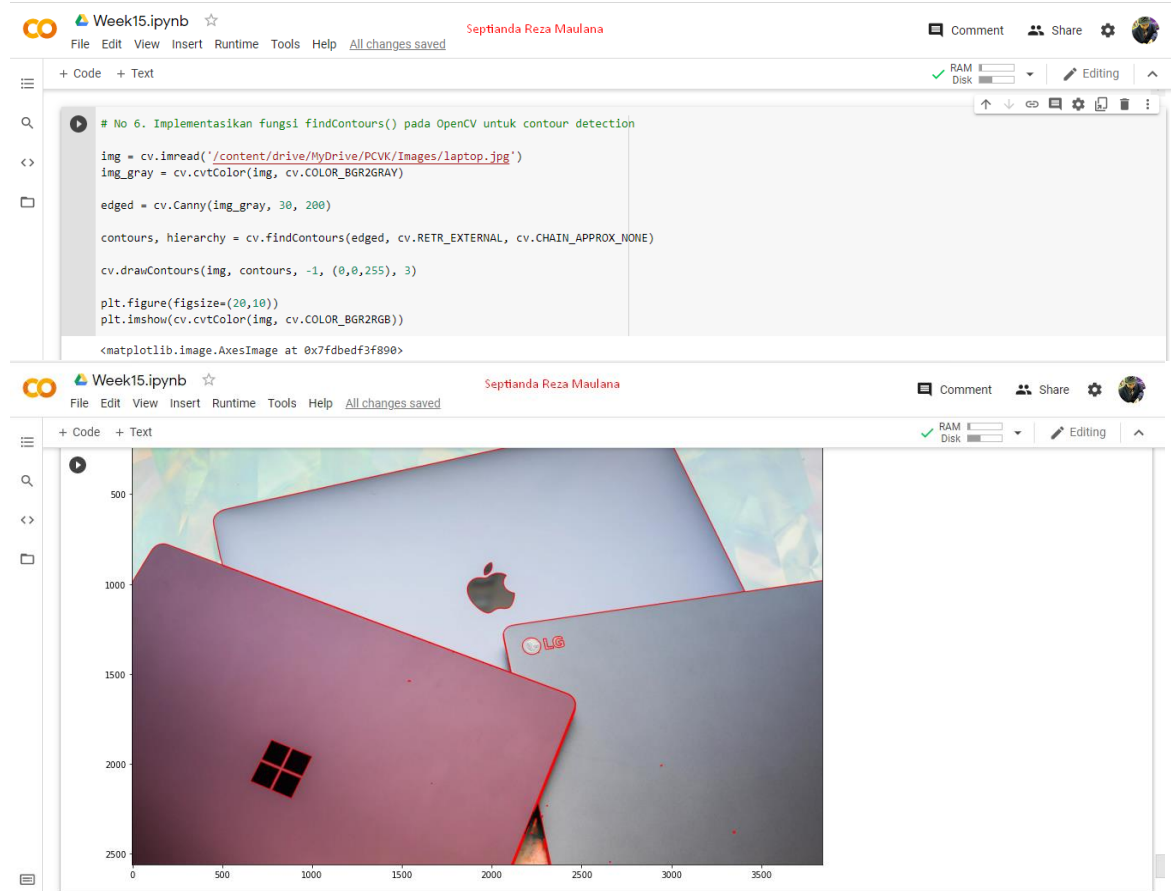 Week15.ipynb
Septianda Reza Maulana
Comment
Share
File Edit View Insert Runtime Tools Help All changes saved
+ Code + Text
RAM
Disk
Editing
# No 6. Implementasikan fungsi findContours() pada OpenCV untuk contour detection
img = cv.imread('/content/drive/MyDrive/PCVK/Images/laptop.jpg')
img_gray = cv.cvtColor(img, cv.COLOR_BGR2GRAY)
edged = cv.Canny(img_gray, 30, 200)
contours, hierarchy = cv.findContours(edged, cv.RETR_EXTERNAL, cv.CHAIN_APPROX_NONE)
cv.drawContours(img, contours, -1, (0,0,255), 3)
plt.figure(figsize=(20,10))
plt.imshow(cv.cvtColor(img, cv.COLOR_BGR2RGB))
<matplotlib.image.AxesImage at 0x7fdbedf3f890>
Week15.ipynb
Septianda Reza Maulana
Comment
Share
File Edit View Insert Runtime Tools Help All changes saved
+ Code + Text
RAM
Disk
Editing
500
1000
LG
1500
2000
2500
0 500 1000 1500 2000 2500 3000 3500